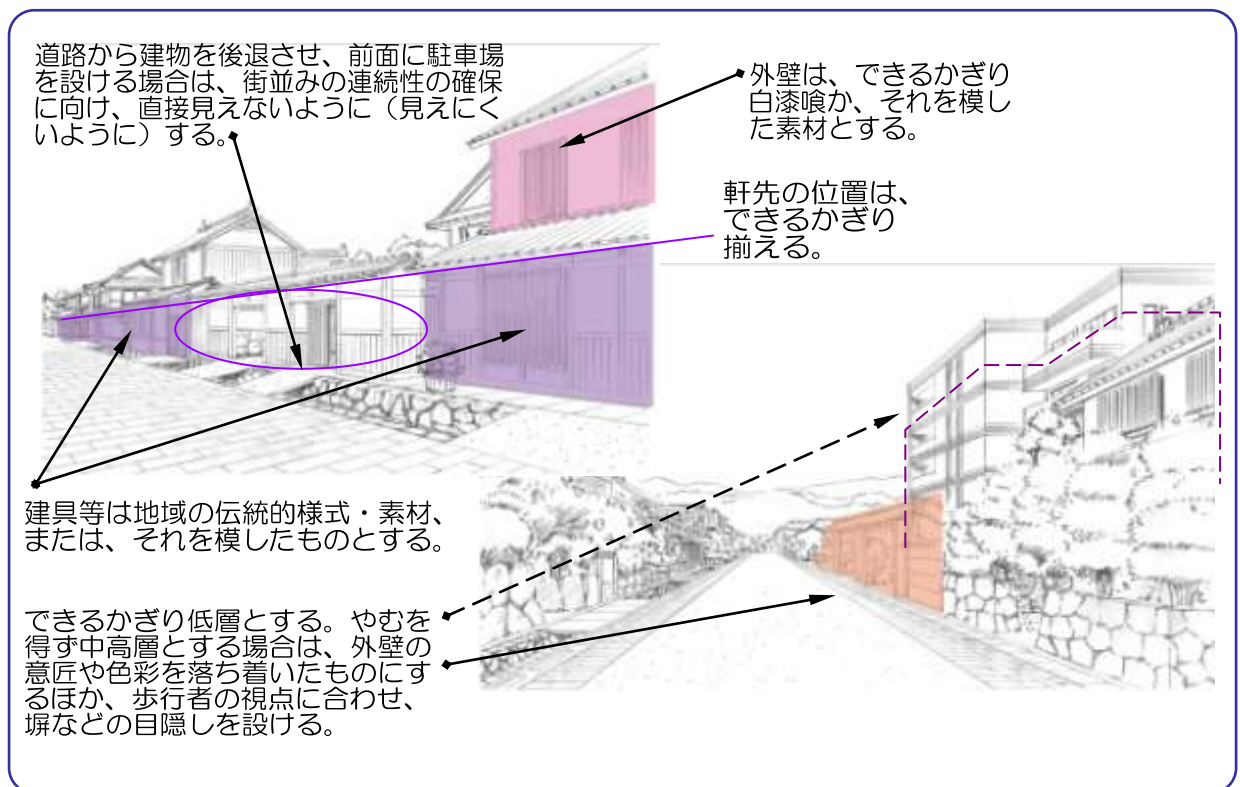 道路から建物を後退させ、前面に駐車場
を設ける場合は、街並みの連続性の確保
に向け、直接見えないように（見えにく
いように）する。
外壁は、できるかぎり
白漆喰か、それを模し
た素材とする。
軒先の位置は、
できるかぎり
揃える。
建具等は地域の伝統的様式・素材、
または、それを模したものとする。
できるかぎり低層とする。やむを
得ず中高層とする場合は、外壁の
意匠や色彩を落ち着いたものにす
るほか、歩行者の視点に合わせ、
塀などの目隠しを設ける。